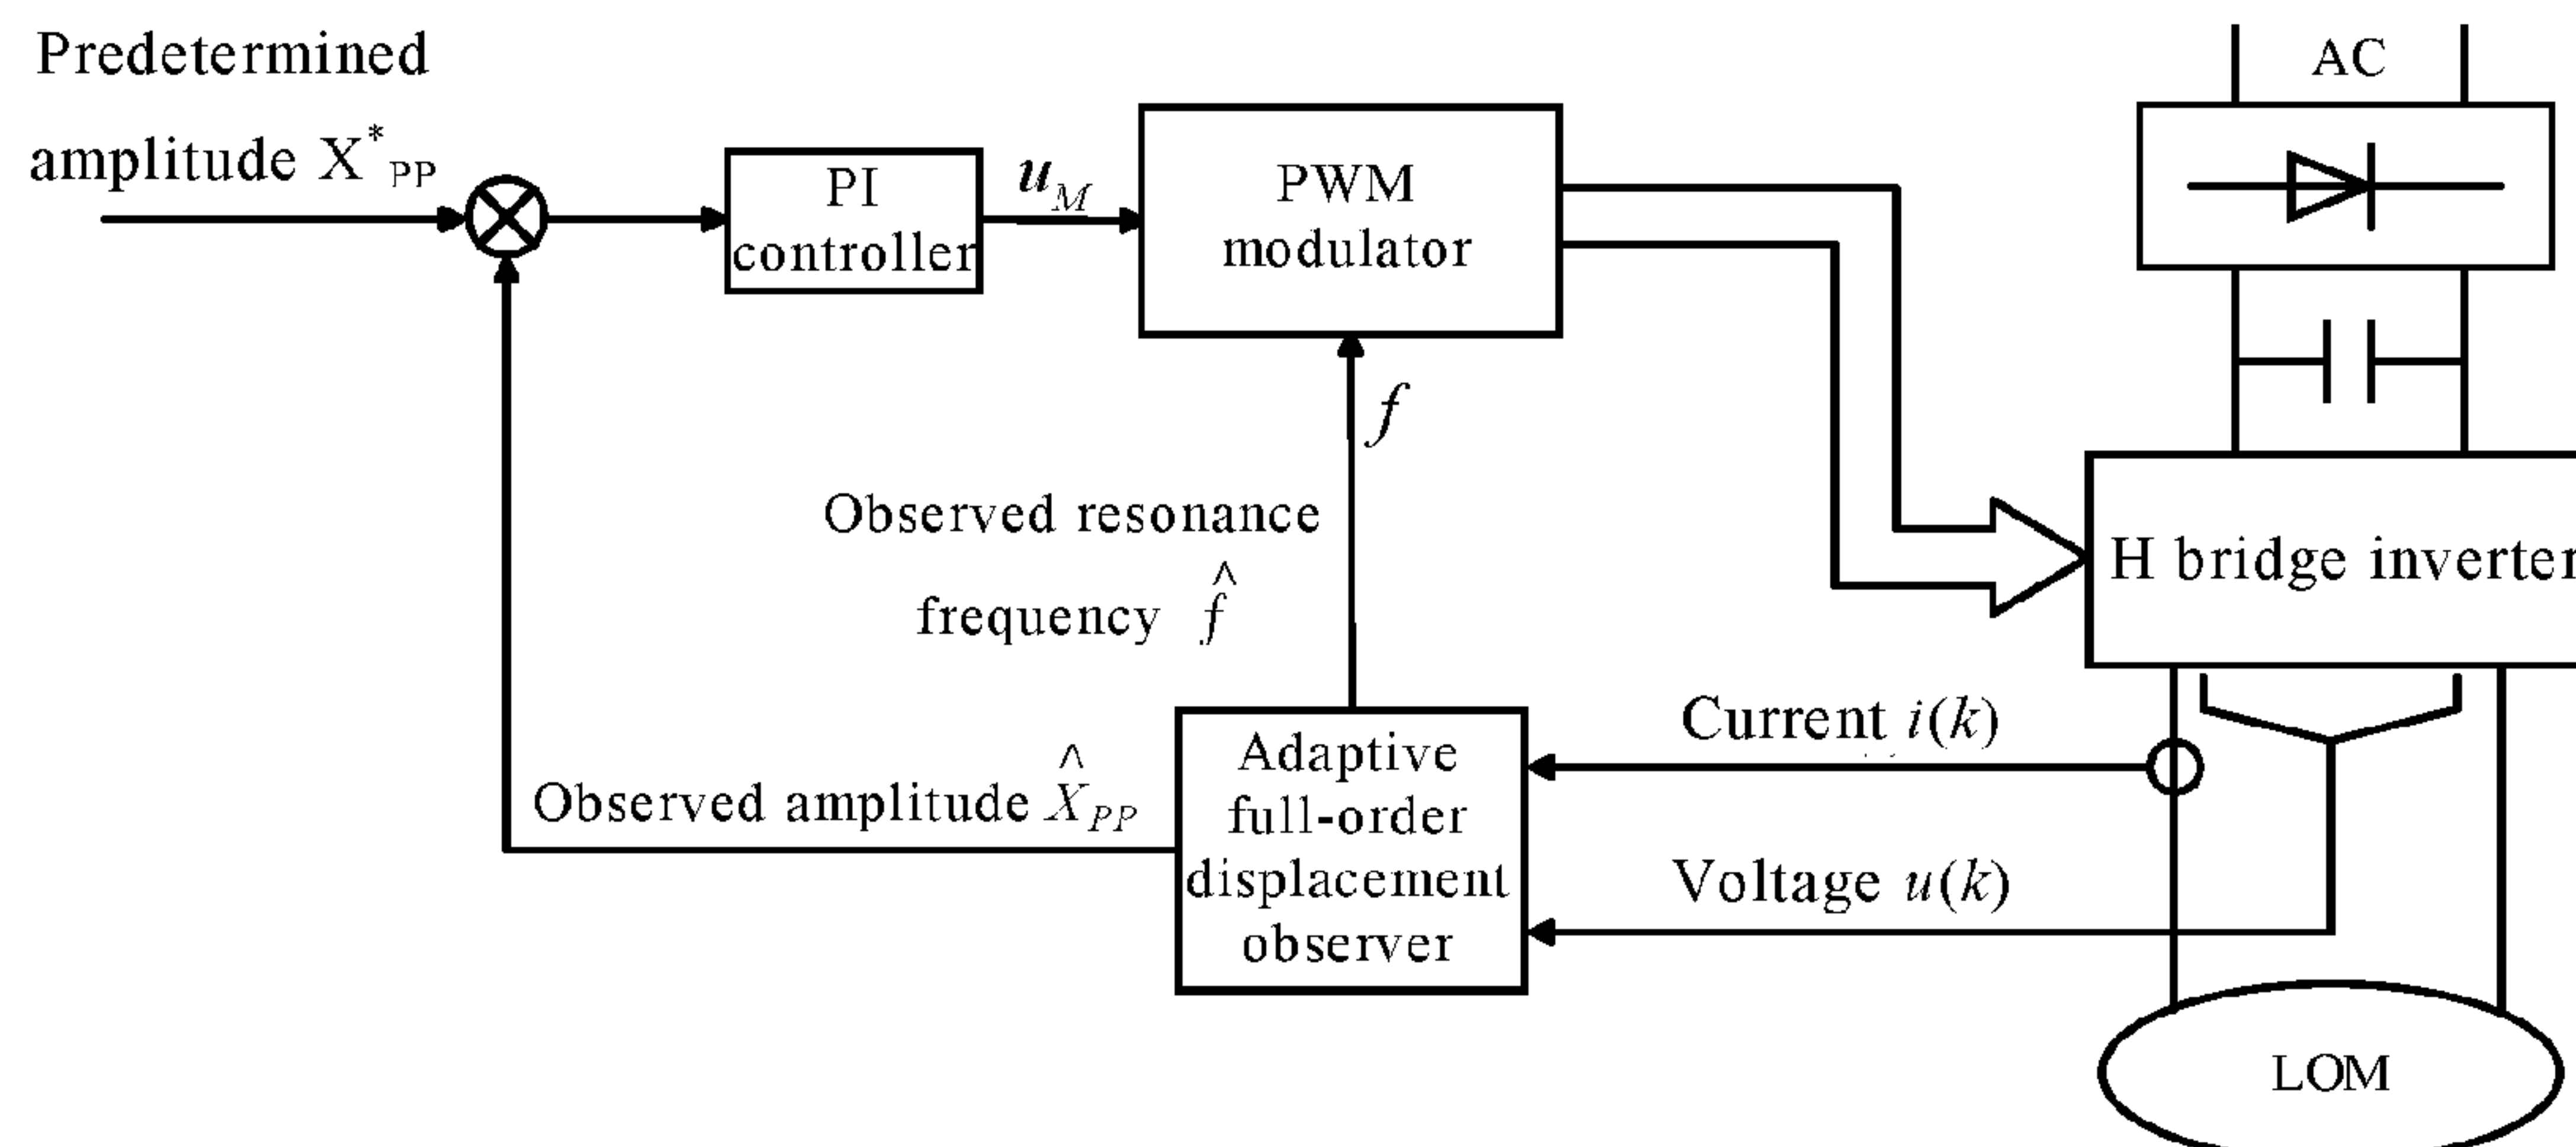 Predetermined
amplitude X*PP
PI
controller
uM
PWM
modulator
AC
f
Observed resonance
frequency f̂
H bridge inverter
Current i(k)
Observed amplitude X̂PP
Adaptive
full-order
displacement
observer
Voltage u(k)
LOM